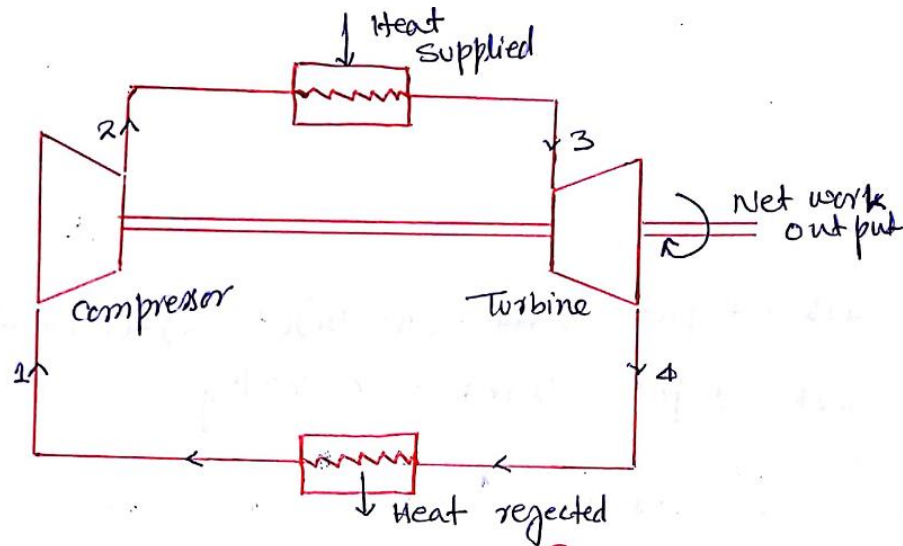 Heat
Supplied
2
3
Net work
output
Compressor
Turbine
1
4
Heat rejected